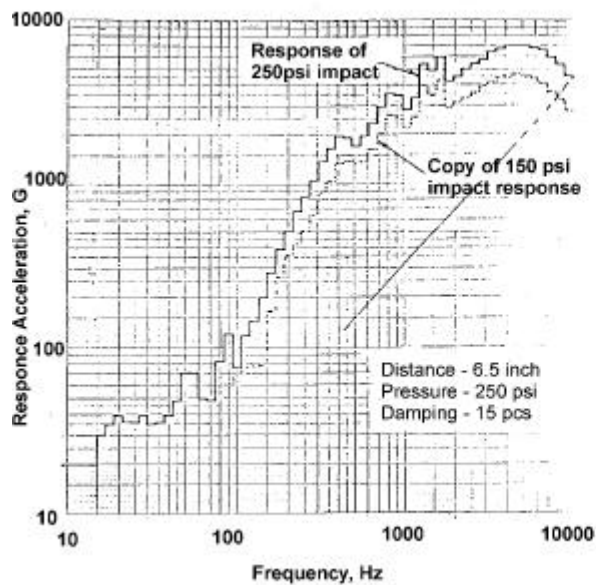 10000
Response of
250psi impact
Copy of 150 psi
impact response
1000
Responce Acceleration, G
100
Distance - 6.5 inch
Pressure - 250 psi
Damping - 15 pcs
10
10
100
1000
10000
Frequency, Hz